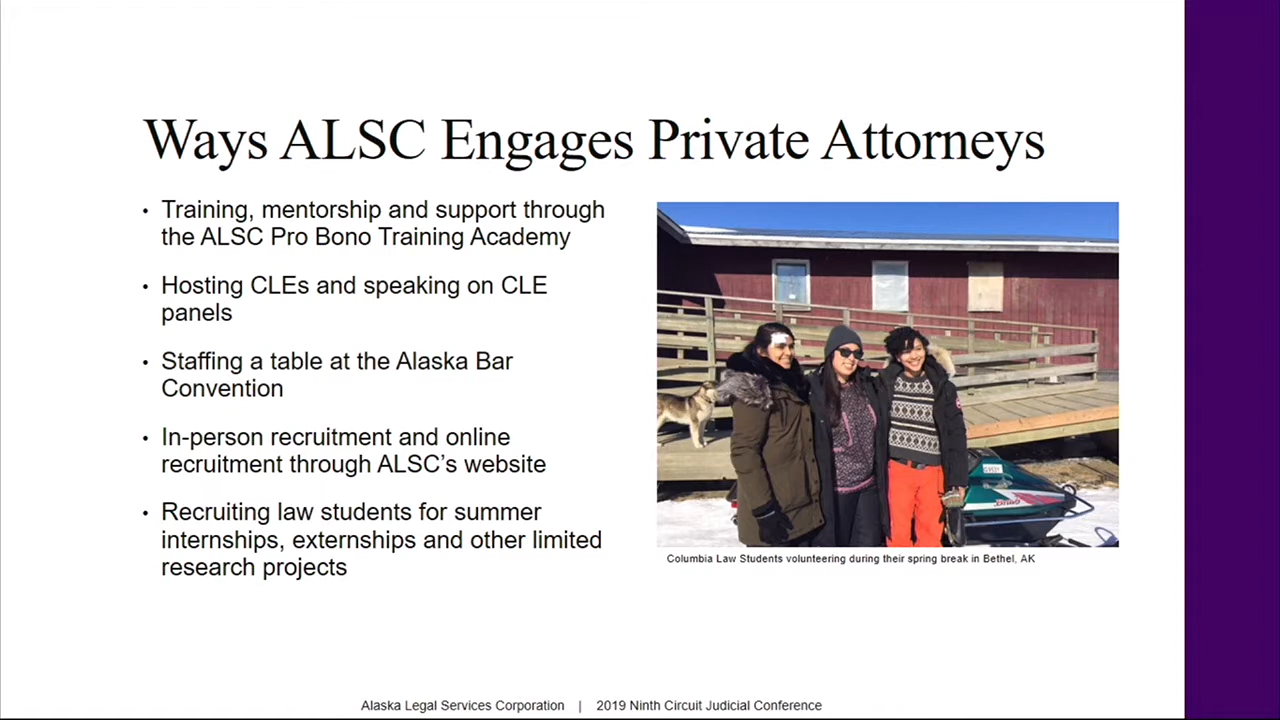 Ways ALSC Engages Private Attorneys
• Training, mentorship and support through
the ALSC Pro Bono Training Academy
• Hosting CLEs and speaking on CLE
panels
• Staffing a table at the Alaska Bar
Convention
• In-person recruitment and online
recruitment through ALSC's website
• Recruiting law students for summer
internships, externships and other limited
research projects
Columbia Law Students volunteering during their spring break in Bethel, AK
Alaska Legal Services Corporation | 2019 Ninth Circuit Judicial Conference